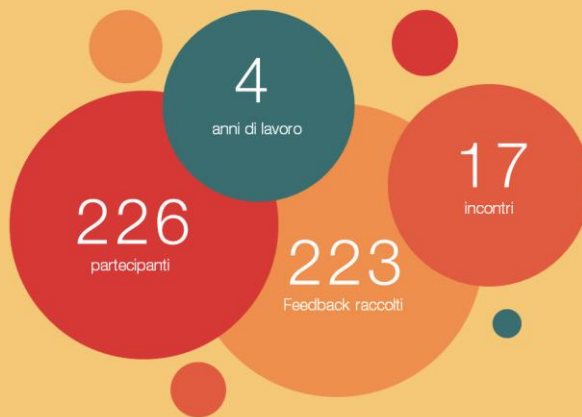 4
anni di lavoro
226
partecipanti
223
Feedback raccolti
17
incontri